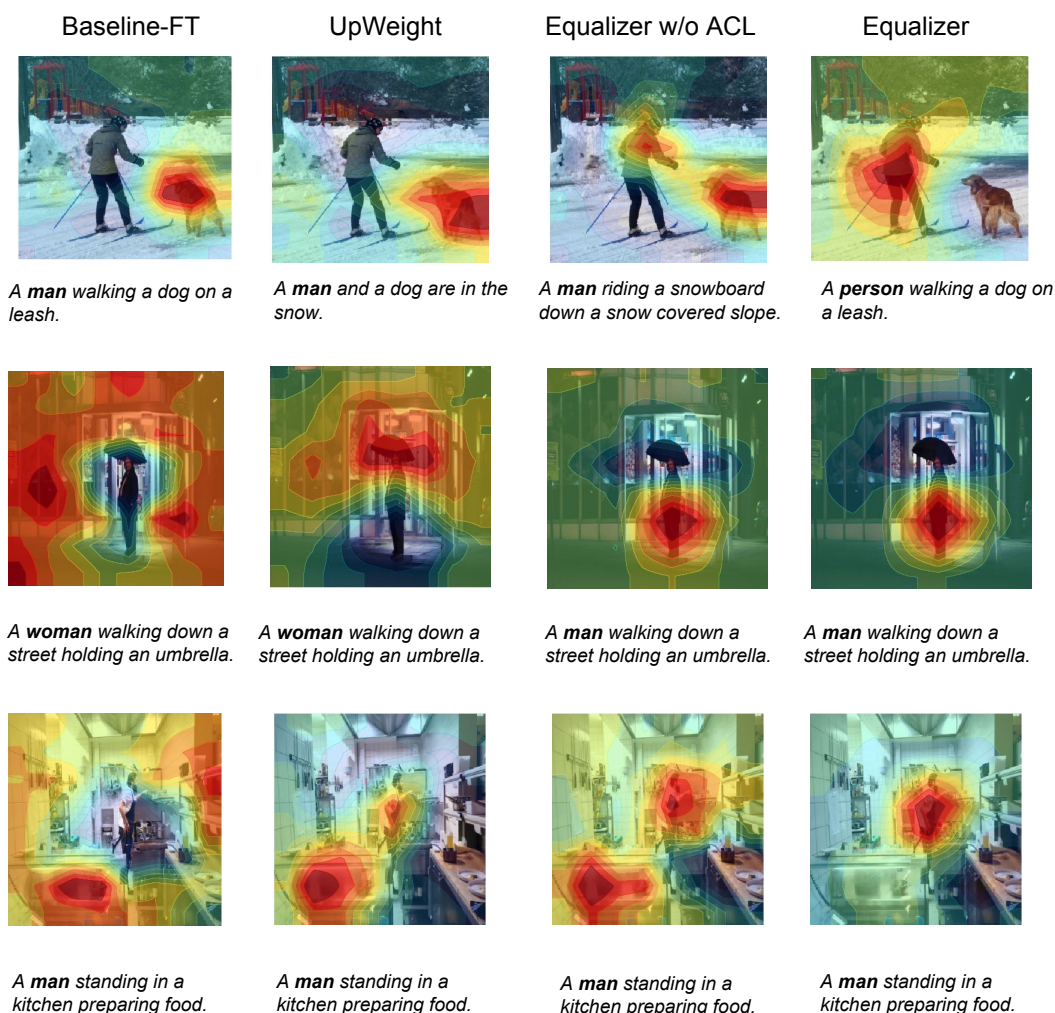 Baseline-FT
UpWeight
Equalizer w/o ACL
Equalizer
A man walking a dog on a
leash.
A man and a dog are in the
snow.
A man riding a snowboard
down a snow covered slope.
A person walking a dog on
a leash.
A woman walking down a
street holding an umbrella.
A woman walking down a
street holding an umbrella.
A man walking down a
street holding an umbrella.
A man walking down a
street holding an umbrella.
A man standing in a
kitchen preparing food.
A man standing in a
kitchen preparing food.
A man standing in a
kitchen preparing food.
A man standing in a
kitchen preparing food.